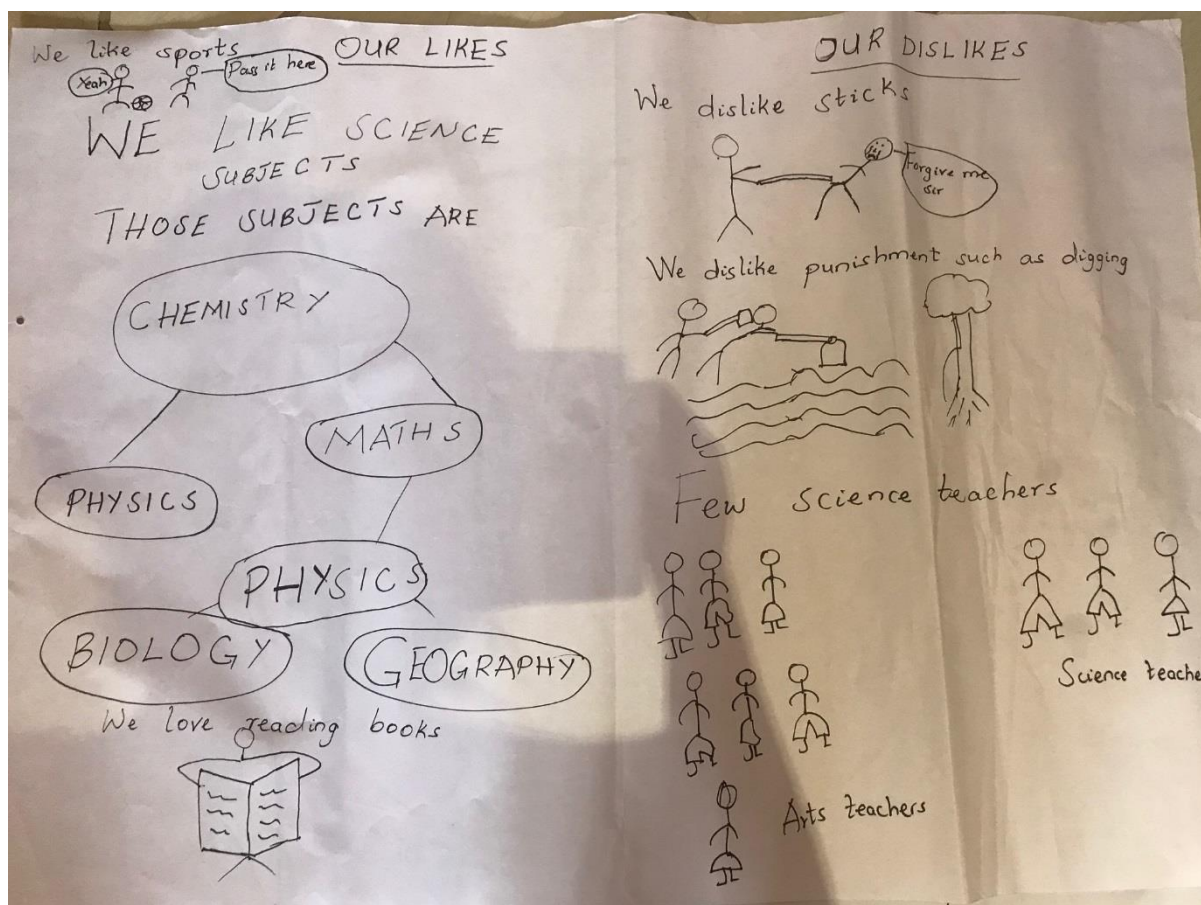 We like sports
OUR LIKES
Yeah
Pass it here
WE LIKE SCIENCE
SUBJECTS
THOSE SUBJECTS ARE
CHEMISTRY
MATHS
PHYSICS
PHYSICS
BIOLOGY
GEOGRAPHY
We love reading books
OUR DISLIKES
We dislike sticks
Forgive me
sir
We dislike punishment such as digging
Few science teachers
Science teache
Arts teachers